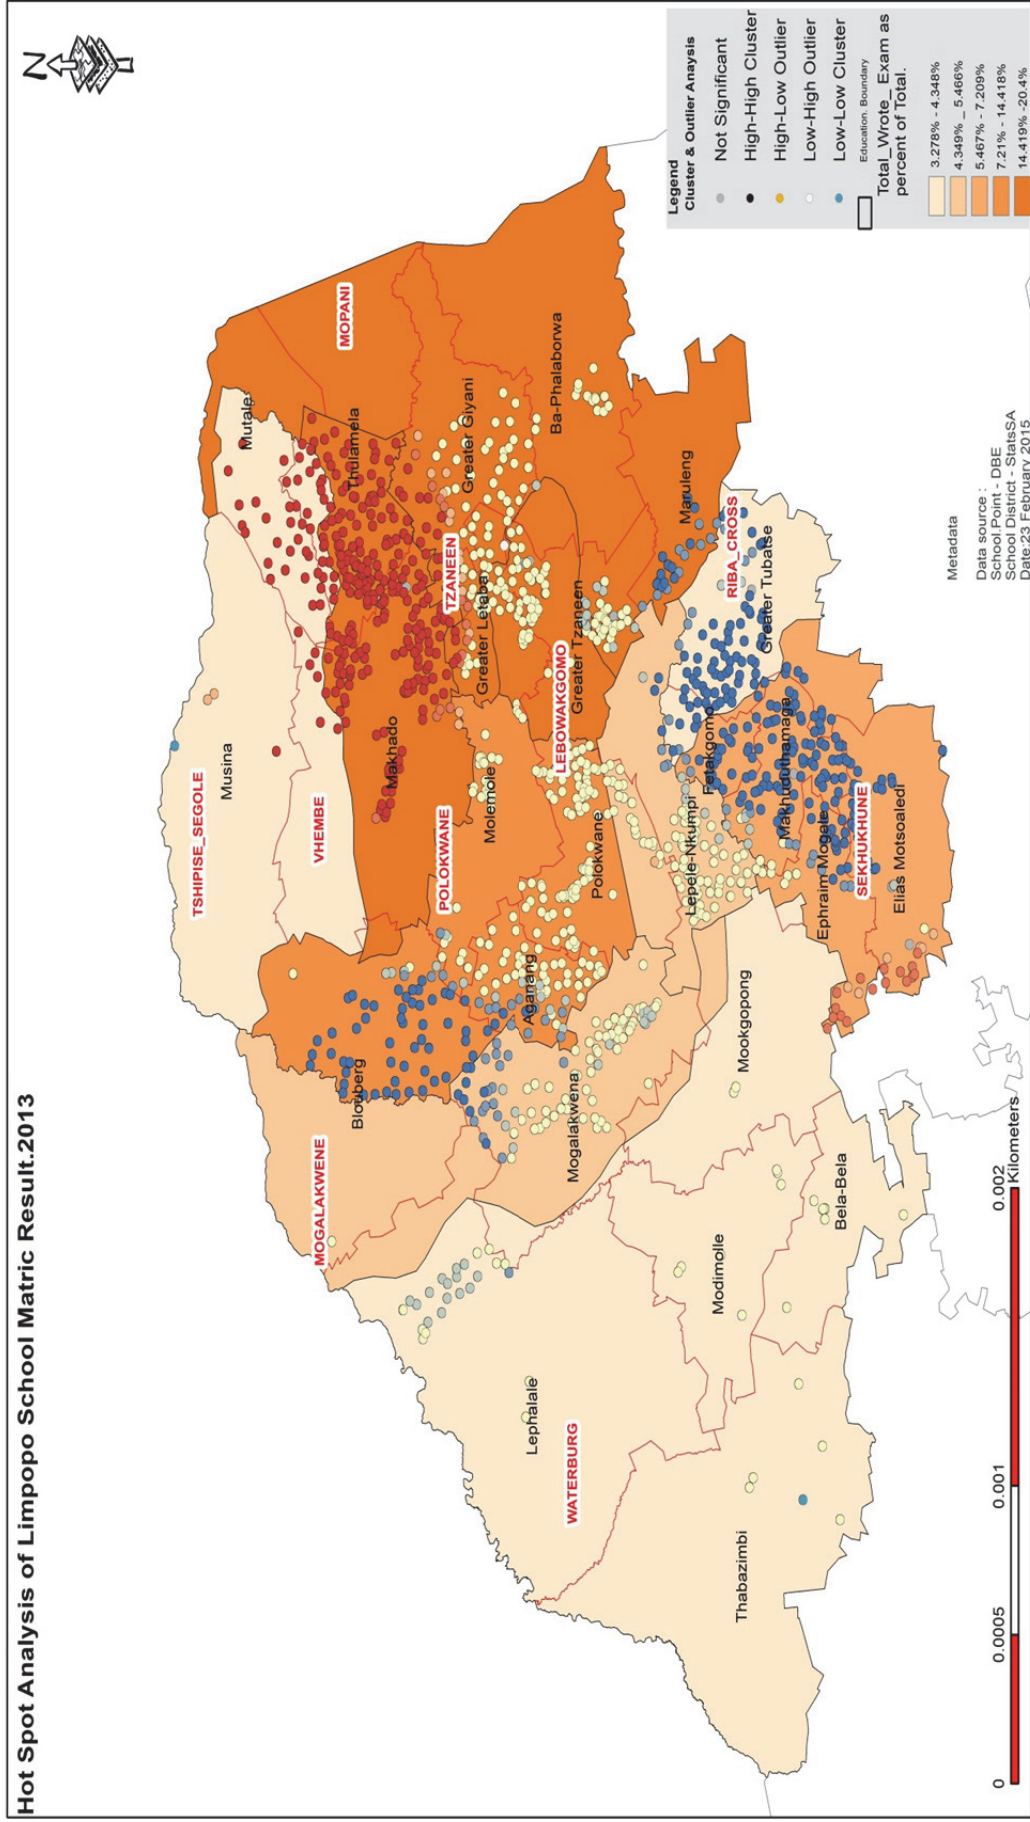 Hot Spot Analysis of Limpopo School Matric Result.2013
N
TSHIPISE_SEGOLE
Musina
Mutale
VHEMBE
MOPANI
Thulamela
MOGALAKWENE
Blouberg
Makhado
POLOKWANE
TZANEEN
Greater Giyani
Greater Letaba
Molemole
Ba-Phalaborwa
Aganang
LEBOWAKGOMO
Greater Tzaneen
Polokwane
Lephalale
WATERBURG
Mogalakwena
Maruleng
Lepele-Nkumpi
Fetakgomo
RIBA_CROSS
Greater Tubatse
Modimolle
Mookgopong
Thabazimbi
Makhuduthamaga
Ephraim Mogale
SEKHUKHUNE
Bela-Bela
Elias Motsoaledi
Legend
Cluster & Outlier Anaysis
Not Significant
High-High Cluster
High-Low Outlier
Low-High Outlier
Low-Low Cluster
Education. Boundary
Total_Wrote_ Exam as
percent of Total.
3.278% - 4.348%
4.349% _ 5.466%
5.467% - 7.209%
7.21% - 14.418%
14.419% -20.4%
Metadata
Data source :
School.Point - DBE
School District - StatsSA
Date:23 February 2015
0 0.0005 0.001 0.002
Kilometers